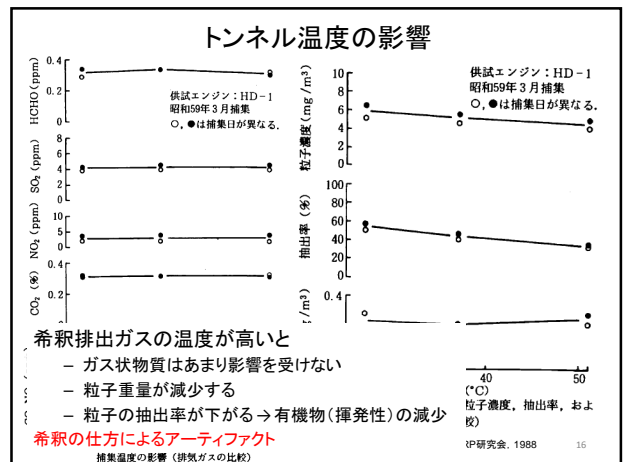 トンネル温度の影響
HCHO (ppm)
0.4
0.2
0
供試エンジン：HD-1
昭和59年3月捕集
○，●は捕集日が異なる．
SO₂ (ppm)
8
6
4
2
0
NO₂ (ppm)
10
5
0
CO₂ (%)
0.4
0.2
粒子濃度 (mg/m³)
10
8
6
4
2
0
供試エンジン：HD-1
昭和59年3月捕集
○，●は捕集日が異なる．
抽出率 (%)
100
80
60
40
20
0
/m³)
0.4
40
50
(°C)
粒子濃度，抽出率，およ
較)
希釈排出ガスの温度が高いと
– ガス状物質はあまり影響を受けない
– 粒子重量が減少する
– 粒子の抽出率が下がる→有機物(揮発性)の減少
希釈の仕方によるアーティファクト
捕集温度の影響（排気ガスの比較）
RP研究会, 1988
16